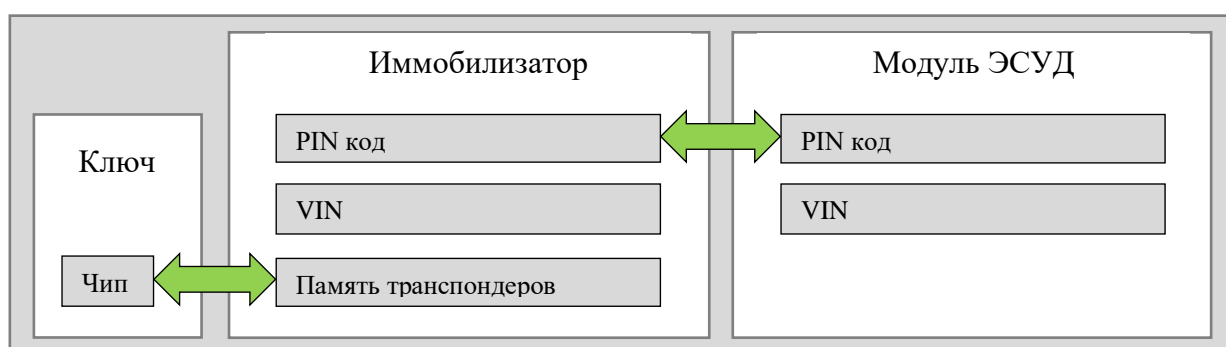 Иммобилизатор
Модуль ЭСУД
Ключ
PIN код
PIN код
VIN
VIN
Чип
Память транспондеров